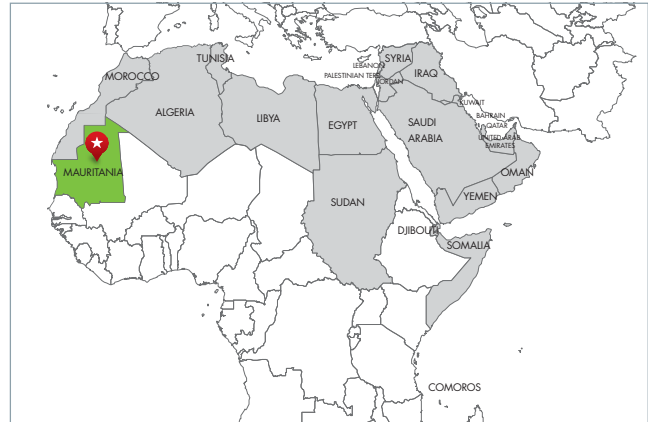 TUNISIA
SYRIA
LEBANON
MOROCCO
PALESTINIAN TERS
IRAQ
JORDAN
ALGERIA
LIBYA
EGYPT
KUWAIT
BAHRAIN
QATAR
SAUDI
ARABIA
UNITED ARAB
EMIRATES
MAURITANIA
OMAN
SUDAN
YEMEN
DJIBOUTI
SOMALIA
COMOROS